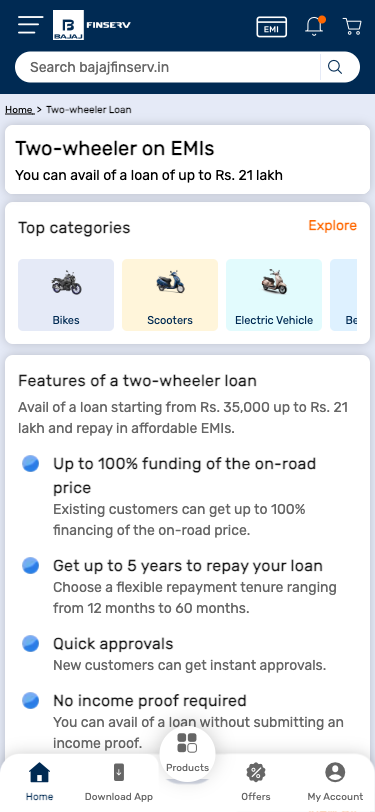 BAJAJ FINSERV
EMI
Search bajajfinserv.in
Home > Two-wheeler Loan
Two-wheeler on EMIs
You can avail of a loan of up to Rs. 21 lakh
Top categories
Explore
Bikes
Scooters
Electric Vehicle
Be
Features of a two-wheeler loan
Avail of a loan starting from Rs. 35,000 up to Rs. 21
lakh and repay in affordable EMIs.
Up to 100% funding of the on-road
price
Existing customers can get up to 100%
financing of the on-road price.
Get up to 5 years to repay your loan
Choose a flexible repayment tenure ranging
from 12 months to 60 months.
Quick approvals
New customers can get instant approvals.
No income proof required
You can avail of a loan without submitting an
income proof.
Home
Download App
Products
Offers
My Account